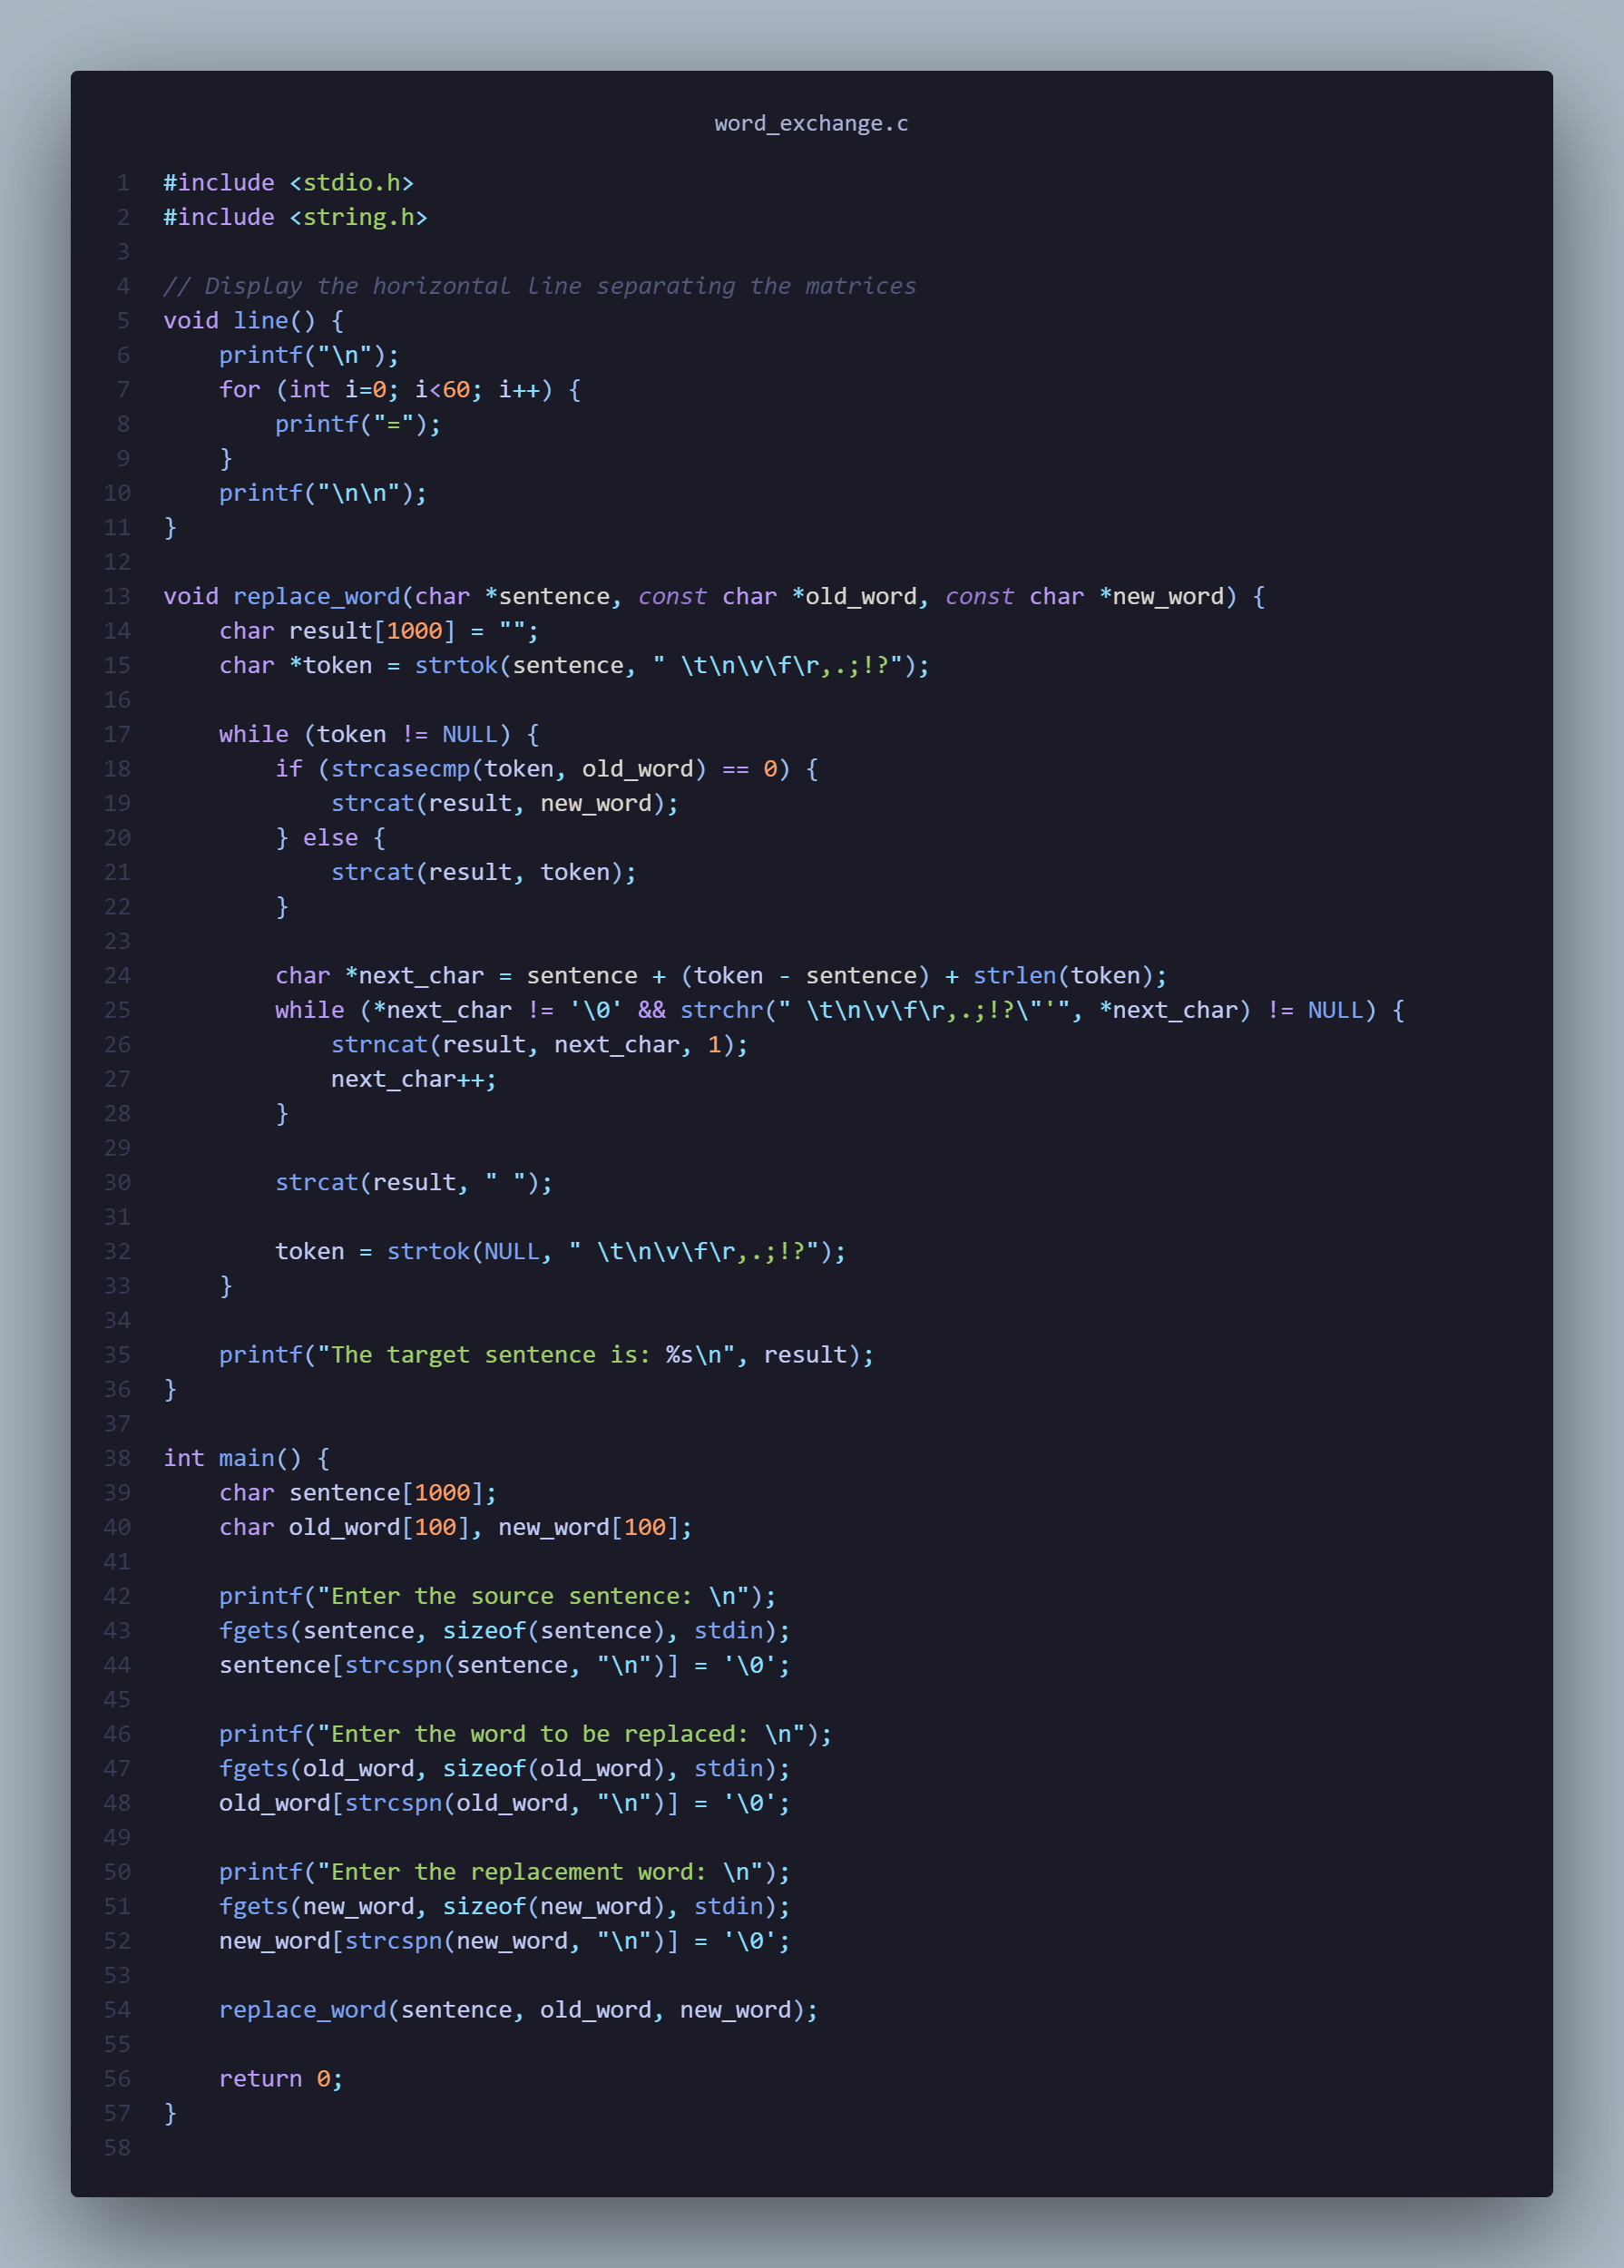 word_exchange.c
1 #include <stdio.h>
2 #include <string.h>
3
4 // Display the horizontal line separating the matrices
5 void line() {
6     printf("\n");
7     for (int i=0; i<60; i++) {
8         printf("=");
9     }
10     printf("\n\n");
11 }
12
13 void replace_word(char *sentence, const char *old_word, const char *new_word) {
14     char result[1000] = "";
15     char *token = strtok(sentence, " \t\n\v\f\r,.;!?");
16
17     while (token != NULL) {
18         if (strcasecmp(token, old_word) == 0) {
19             strcat(result, new_word);
20         } else {
21             strcat(result, token);
22         }
23
24         char *next_char = sentence + (token - sentence) + strlen(token);
25         while (*next_char != '\0' && strchr(" \t\n\v\f\r,.;!?\"'", *next_char) != NULL) {
26             strncat(result, next_char, 1);
27             next_char++;
28         }
29
30         strcat(result, " ");
31
32         token = strtok(NULL, " \t\n\v\f\r,.;!?");
33     }
34
35     printf("The target sentence is: %s\n", result);
36 }
37
38 int main() {
39     char sentence[1000];
40     char old_word[100], new_word[100];
41
42     printf("Enter the source sentence: \n");
43     fgets(sentence, sizeof(sentence), stdin);
44     sentence[strcspn(sentence, "\n")] = '\0';
45
46     printf("Enter the word to be replaced: \n");
47     fgets(old_word, sizeof(old_word), stdin);
48     old_word[strcspn(old_word, "\n")] = '\0';
49
50     printf("Enter the replacement word: \n");
51     fgets(new_word, sizeof(new_word), stdin);
52     new_word[strcspn(new_word, "\n")] = '\0';
53
54     replace_word(sentence, old_word, new_word);
55
56     return 0;
57 }
58